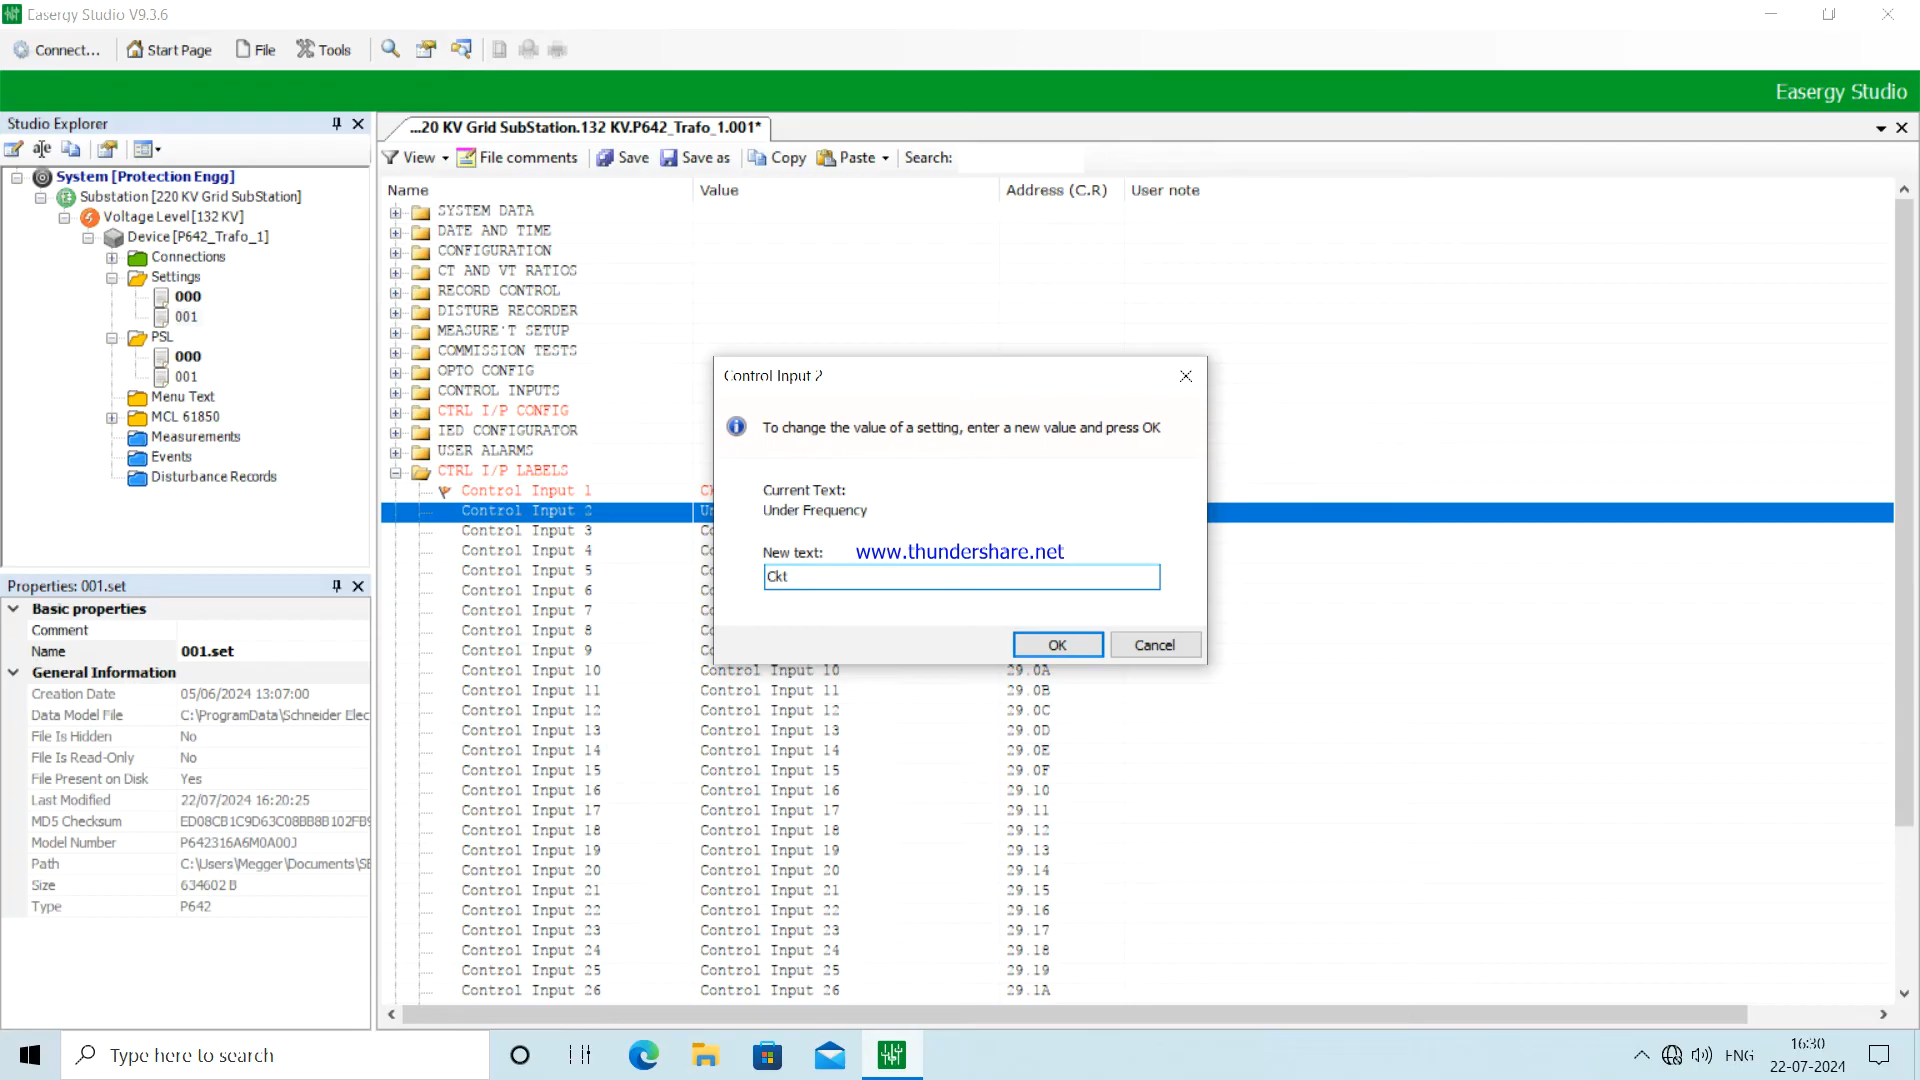 Easergy Studio V9.3.6
Connect... Start Page File Tools
Easergy Studio
Studio Explorer
System [Protection Engg]
Substation [220 KV Grid SubStation]
Voltage Level [132 KV]
Device [P642_Trafo_1]
Connections
Settings
000
001
PSL
000
001
Menu Text
MCL 61850
Measurements
Events
Disturbance Records
Properties: 001.set
Basic properties
Comment
Name 001.set
General Information
Creation Date 05/06/2024 13:07:00
Data Model File C:\ProgramData\Schneider Elec
File Is Hidden No
File Is Read-Only No
File Present on Disk Yes
Last Modified 22/07/2024 16:20:25
MD5 Checksum ED08CB1C9D63C08BB8B102FB9
Model Number P642316A6M0A00J
Path C:\Users\Megger\Documents\SE
Size 634602 B
Type P642
...20 KV Grid SubStation.132 KV.P642_Trafo_1.001*
View File comments Save Save as Copy Paste Search:
Name Value Address (C.R) User note
SYSTEM DATA
DATE AND TIME
CONFIGURATION
CT AND VT RATIOS
RECORD CONTROL
DISTURB RECORDER
MEASURE'T SETUP
COMMISSION TESTS
OPTO CONFIG
CONTROL INPUTS
CTRL I/P CONFIG
IED CONFIGURATOR
USER ALARMS
CTRL I/P LABELS
Control Input 1
Control Input 2 Un
Control Input 3 Co
Control Input 4 Co
Control Input 5 Co
Control Input 6 Co
Control Input 7 Co
Control Input 8 Co
Control Input 9 Co
Control Input 10 Control Input 10 29.0A
Control Input 11 Control Input 11 29.0B
Control Input 12 Control Input 12 29.0C
Control Input 13 Control Input 13 29.0D
Control Input 14 Control Input 14 29.0E
Control Input 15 Control Input 15 29.0F
Control Input 16 Control Input 16 29.10
Control Input 17 Control Input 17 29.11
Control Input 18 Control Input 18 29.12
Control Input 19 Control Input 19 29.13
Control Input 20 Control Input 20 29.14
Control Input 21 Control Input 21 29.15
Control Input 22 Control Input 22 29.16
Control Input 23 Control Input 23 29.17
Control Input 24 Control Input 24 29.18
Control Input 25 Control Input 25 29.19
Control Input 26 Control Input 26 29.1A
Control Input 2
To change the value of a setting, enter a new value and press OK
Current Text:
Under Frequency
New text: www.thundershare.net
Ckt
OK Cancel
Type here to search
ENG
16:30
22-07-2024